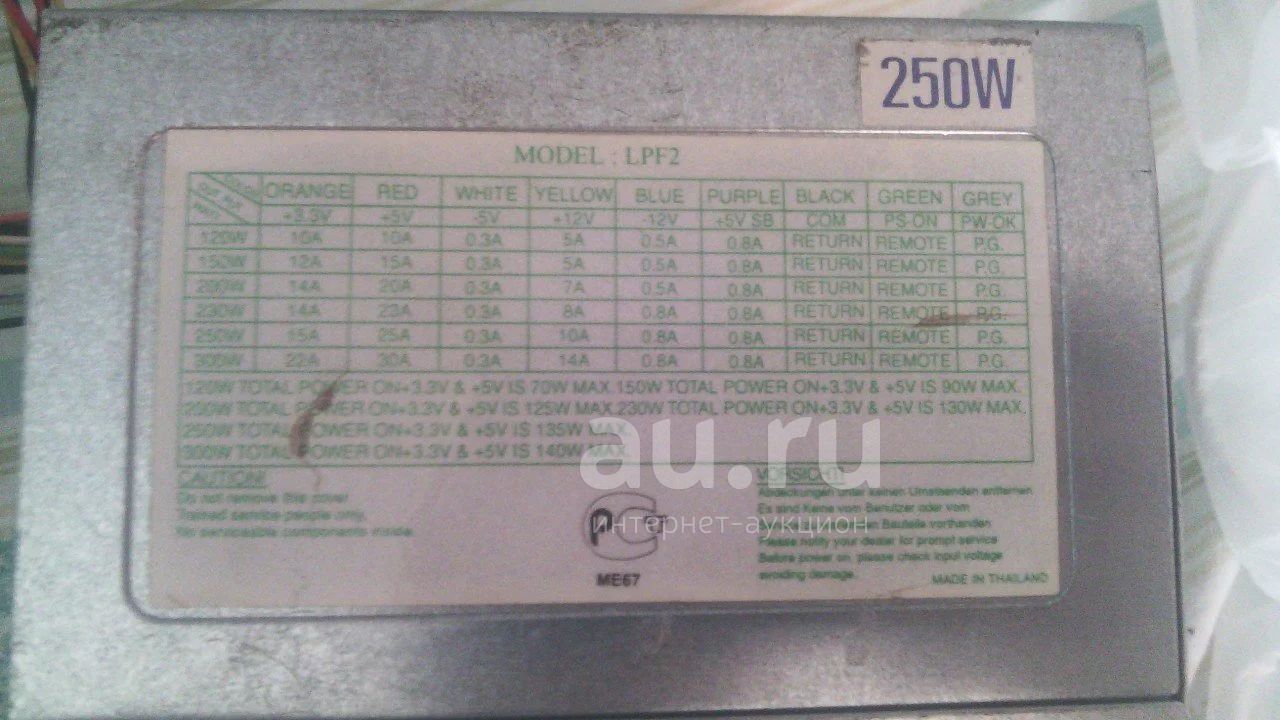 250W
MODEL : LPF2
ORANGE RED WHITE YELLOW BLUE PURPLE BLACK GREEN GREY
+3.3V +5V -5V +12V -12V +5V SB COM PS-ON PW-OK
120W 10A 10A 0.3A 5A 0.5A 0.8A RETURN REMOTE P.G.
150W 12A 15A 0.3A 5A 0.5A 0.8A RETURN REMOTE P.G.
200W 14A 20A 0.3A 7A 0.5A 0.8A RETURN REMOTE P.G.
230W 14A 23A 0.3A 8A 0.8A 0.8A RETURN REMOTE P.G.
250W 15A 25A 0.3A 10A 0.8A 0.8A RETURN REMOTE P.G.
300W 22A 30A 0.3A 14A 0.8A 0.8A RETURN REMOTE P.G.
120W TOTAL POWER ON+3.3V & +5V IS 70W MAX. 150W TOTAL POWER ON+3.3V & +5V IS 90W MAX.
200W TOTAL POWER ON+3.3V & +5V IS 125W MAX. 230W TOTAL POWER ON+3.3V & +5V IS 130W MAX.
250W TOTAL POWER ON+3.3V & +5V IS 135W MAX.
300W TOTAL POWER ON+3.3V & +5V IS 140W MAX.
au.ru
интернет-аукцион
CAUTION!
Do not remove this cover
Trained service people only.
No serviceable components inside.
РСТ
ME67
VORSICHT!
Abdeckungen unter keinen Umstaenden entfernen
Es sind Keine vom Benutzer oder vom
Bauteile vorhanden
Please notify your dealer for prompt service
Before power on, please check input voltage
avoiding damage.
MADE IN THAILAND